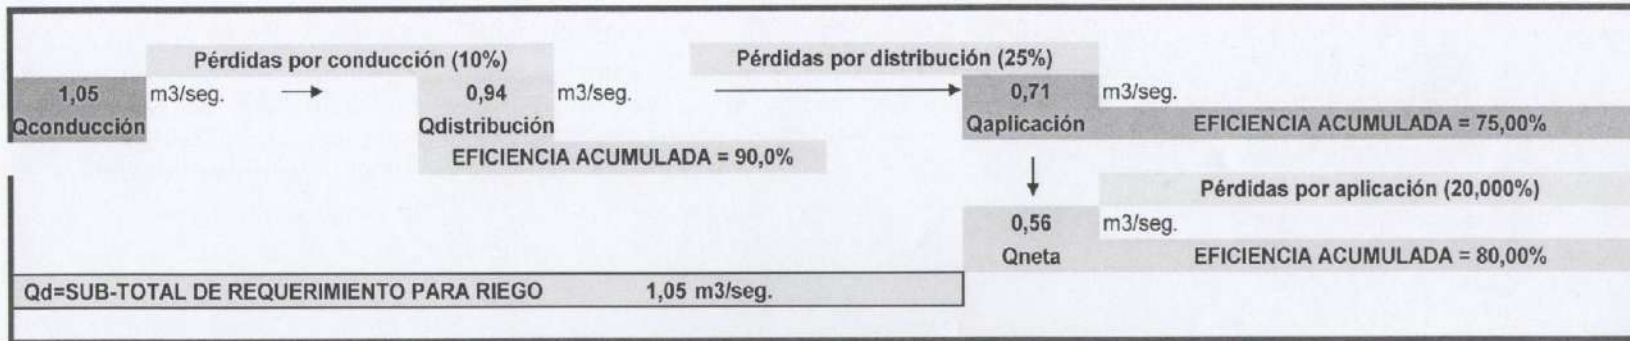 Pérdidas por conducción (10%) Pérdidas por distribución (25%)
1,05 m3/seg. 0,94 m3/seg. 0,71 m3/seg.
Qconducción Qdistribución Qaplicación EFICIENCIA ACUMULADA = 75,00%
EFICIENCIA ACUMULADA = 90,0%
Pérdidas por aplicación (20,000%)
0,56 m3/seg.
Qneta EFICIENCIA ACUMULADA = 80,00%
Qd=SUB-TOTAL DE REQUERIMIENTO PARA RIEGO 1,05 m3/seg.